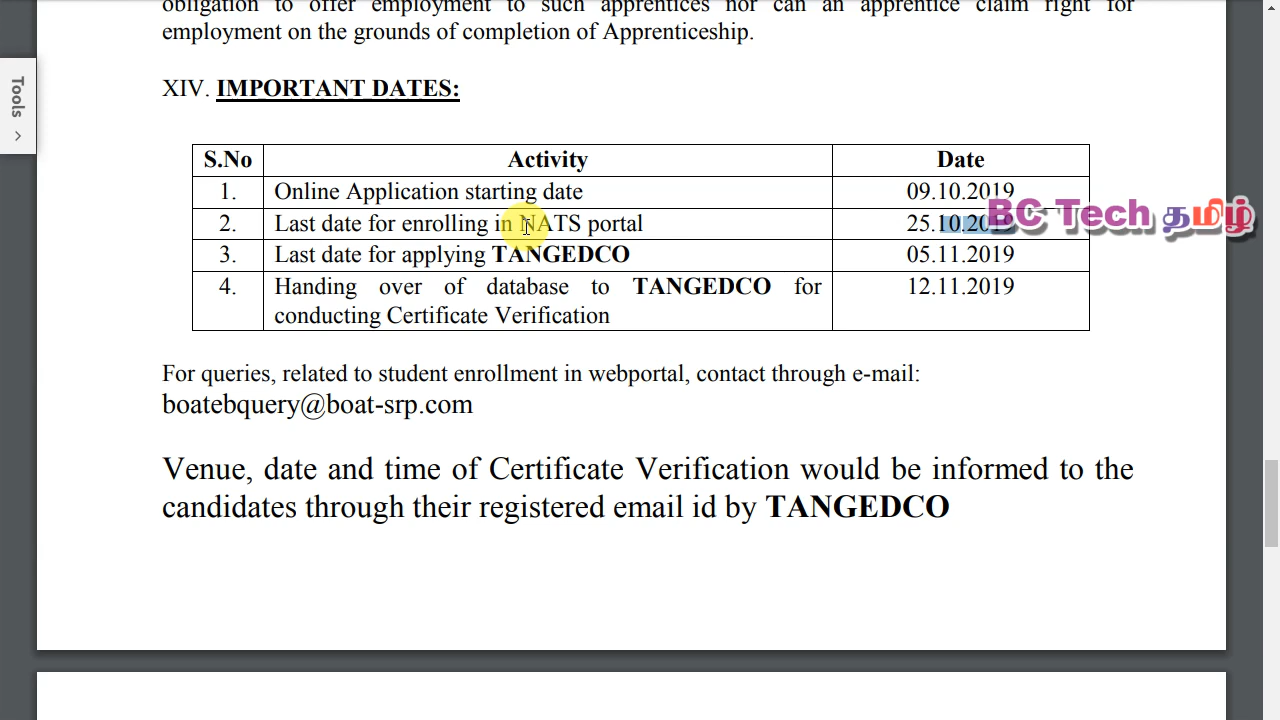 obligation to offer employment to such apprentices nor can an apprentice claim right for
employment on the grounds of completion of Apprenticeship.
Tools
XIV. IMPORTANT DATES:
S.No Activity Date
1. Online Application starting date 09.10.2019
2. Last date for enrolling in NATS portal 25.10.2019
BC Tech தமிழ்
3. Last date for applying TANGEDCO 05.11.2019
4. Handing over of database to TANGEDCO for 12.11.2019
conducting Certificate Verification
For queries, related to student enrollment in webportal, contact through e-mail:
boatebquery@boat-srp.com
Venue, date and time of Certificate Verification would be informed to the
candidates through their registered email id by TANGEDCO